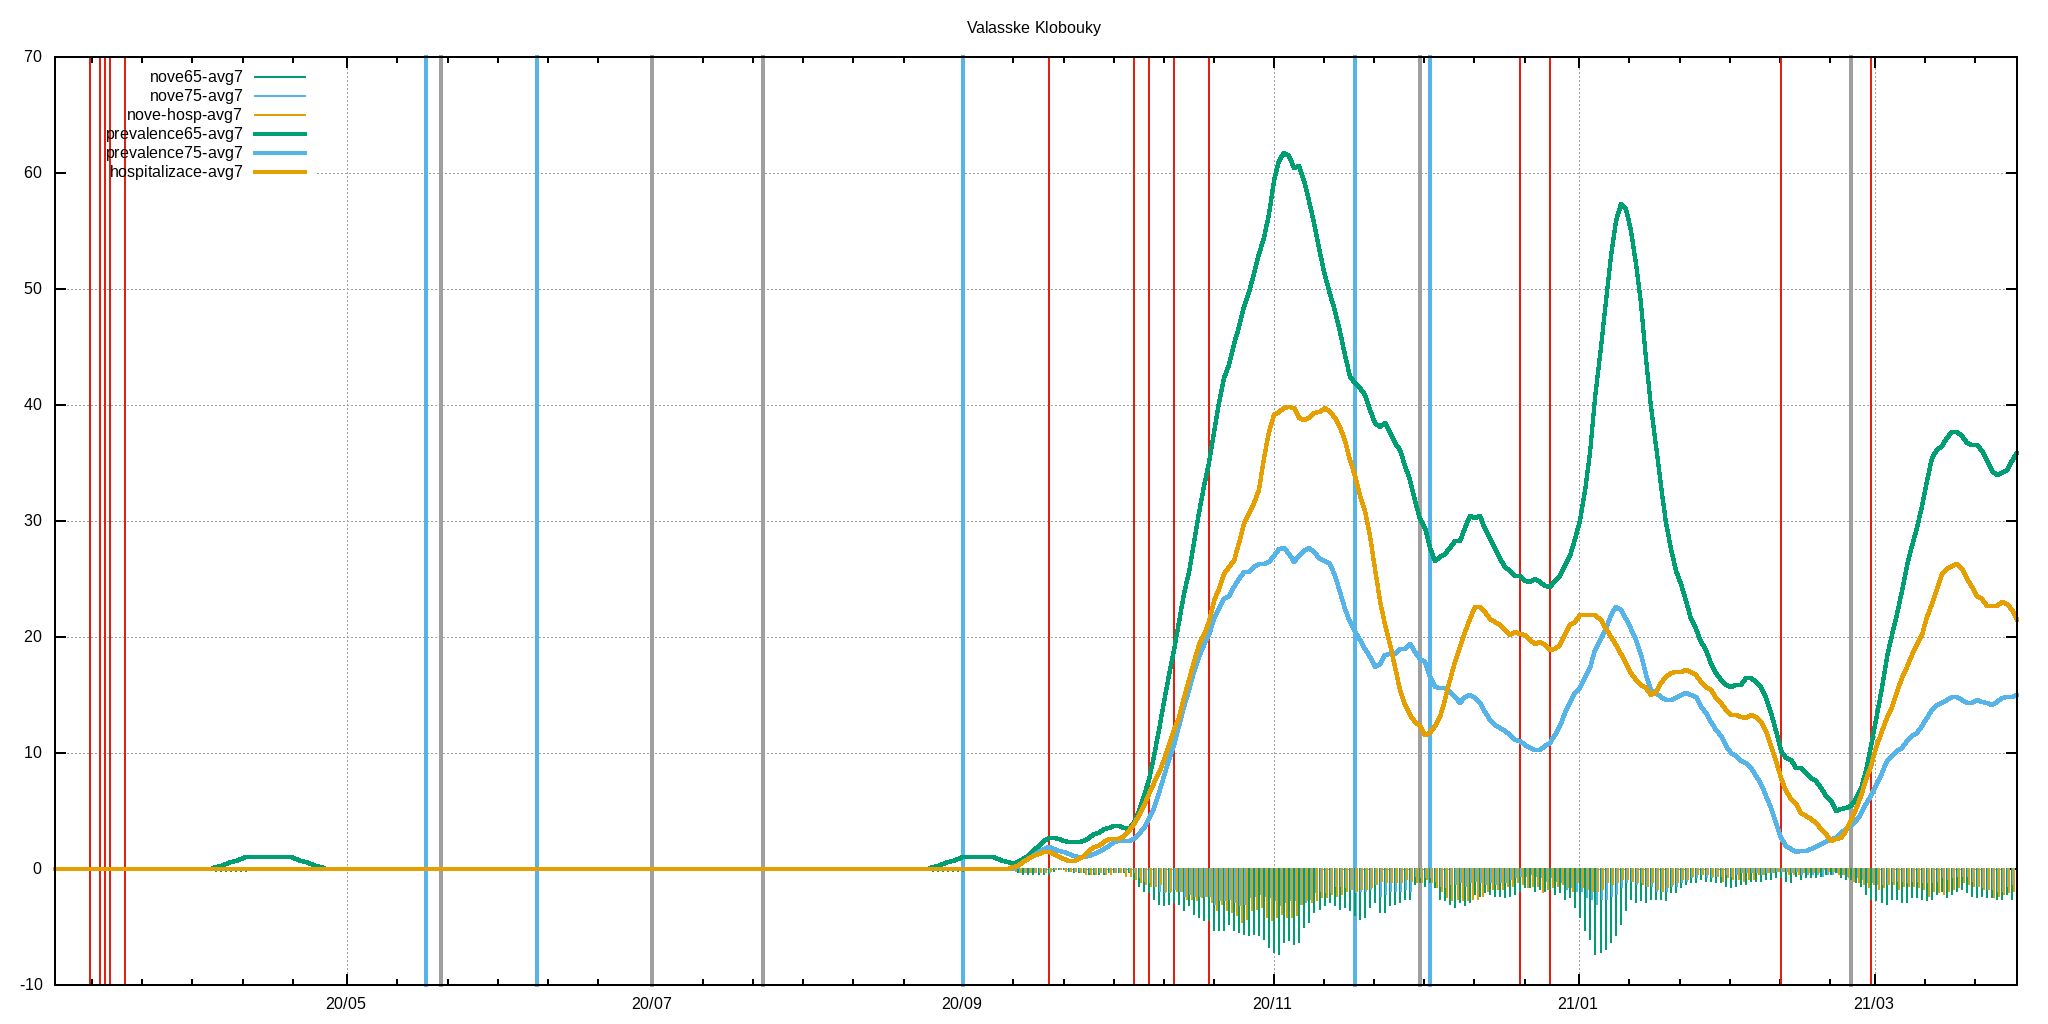 Valasske Klobouky
70
60
50
40
30
20
10
0
-10
nove65-avg7
nove75-avg7
nove-hosp-avg7
prevalence65-avg7
prevalence75-avg7
hospitalizace-avg7
20/05
20/07
20/09
20/11
21/01
21/03